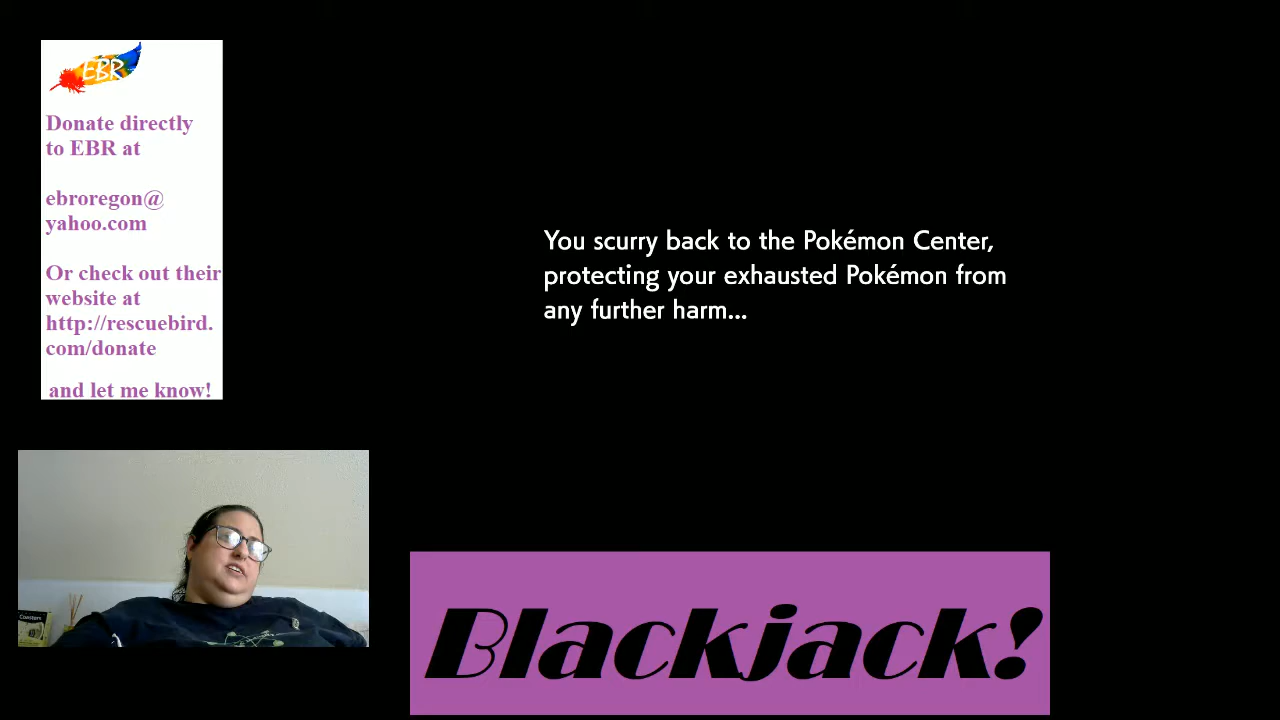 EBR
Donate directly
to EBR at
ebroregon@
yahoo.com
Or check out their
website at
http://rescuebird.
com/donate
and let me know!
You scurry back to the Pokémon Center,
protecting your exhausted Pokémon from
any further harm...
Coasters
Blackjack!